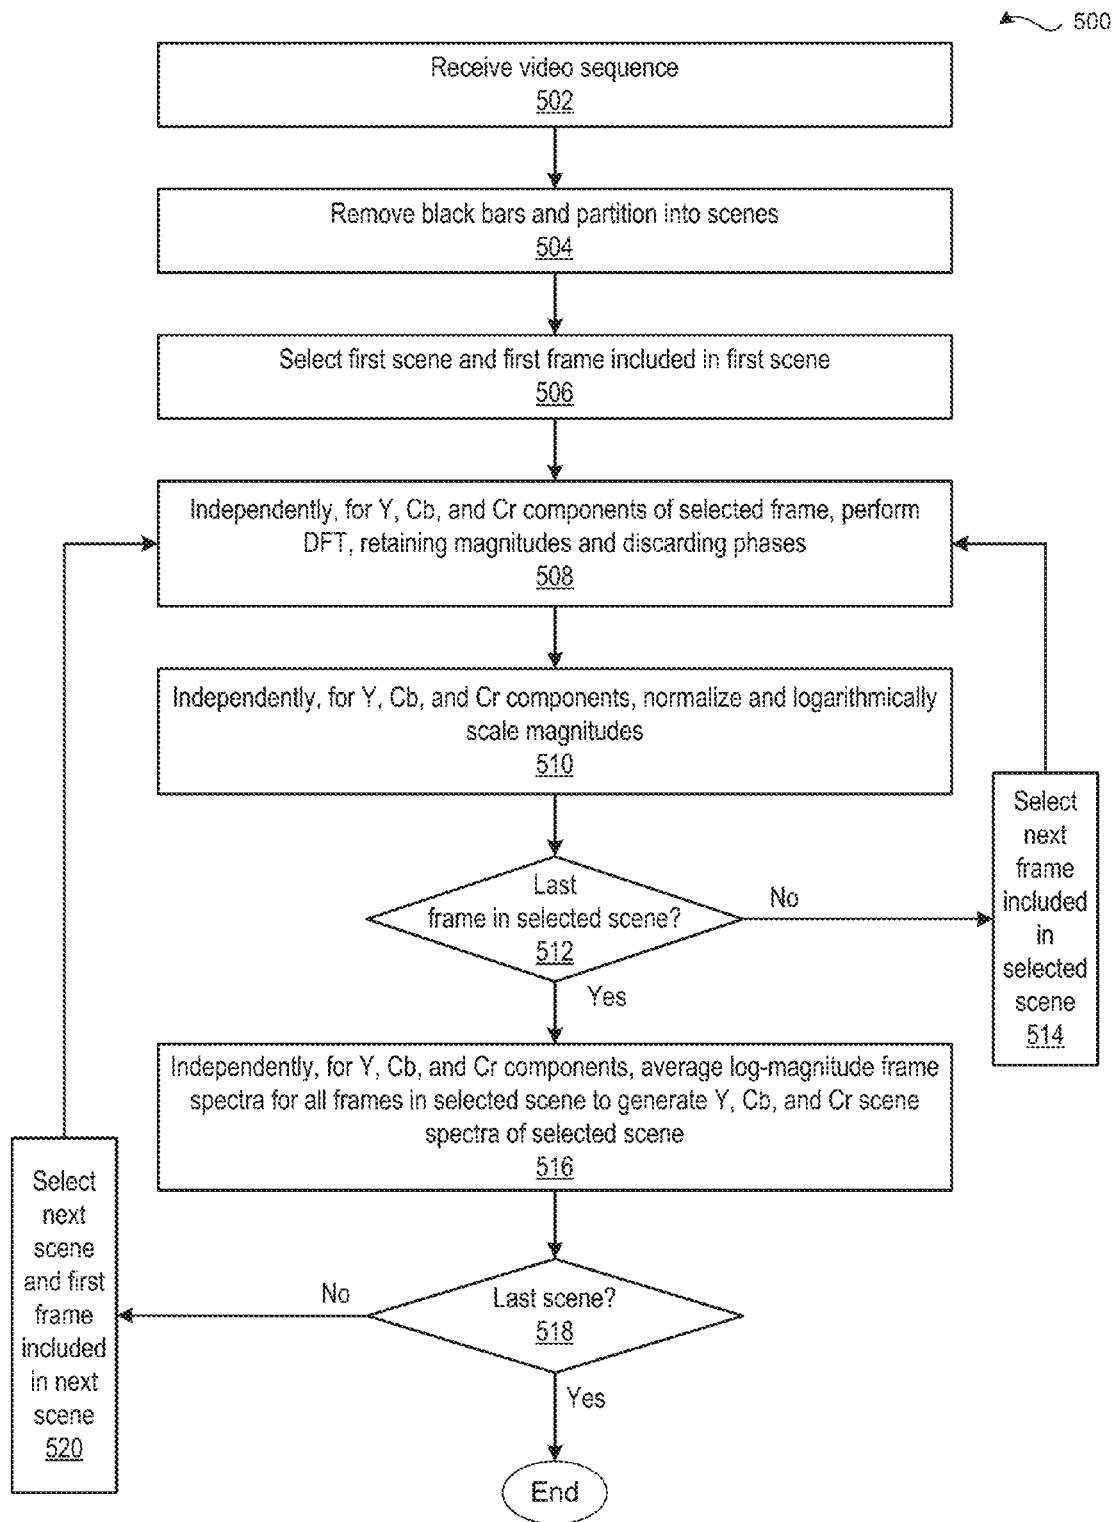 500
Receive video sequence
502
Remove black bars and partition into scenes
504
Select first scene and first frame included in first scene
506
Independently, for Y, Cb, and Cr components of selected frame, perform
DFT, retaining magnitudes and discarding phases
508
Independently, for Y, Cb, and Cr components, normalize and logarithmically
scale magnitudes
510
Last
frame in selected scene?
512
No
Yes
Select
next
frame
included
in
selected
scene
514
Independently, for Y, Cb, and Cr components, average log-magnitude frame
spectra for all frames in selected scene to generate Y, Cb, and Cr scene
spectra of selected scene
516
Last scene?
518
No
Yes
Select
next
scene
and first
frame
included
in next
scene
520
End